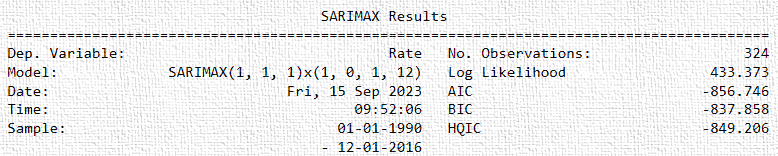 SARIMAX Results
==========================================================================================
Dep. Variable: Rate No. Observations: 324
Model: SARIMAX(1, 1, 1)x(1, 0, 1, 12) Log Likelihood 433.373
Date: Fri, 15 Sep 2023 AIC -856.746
Time: 09:52:06 BIC -837.858
Sample: 01-01-1990 HQIC -849.206
- 12-01-2016